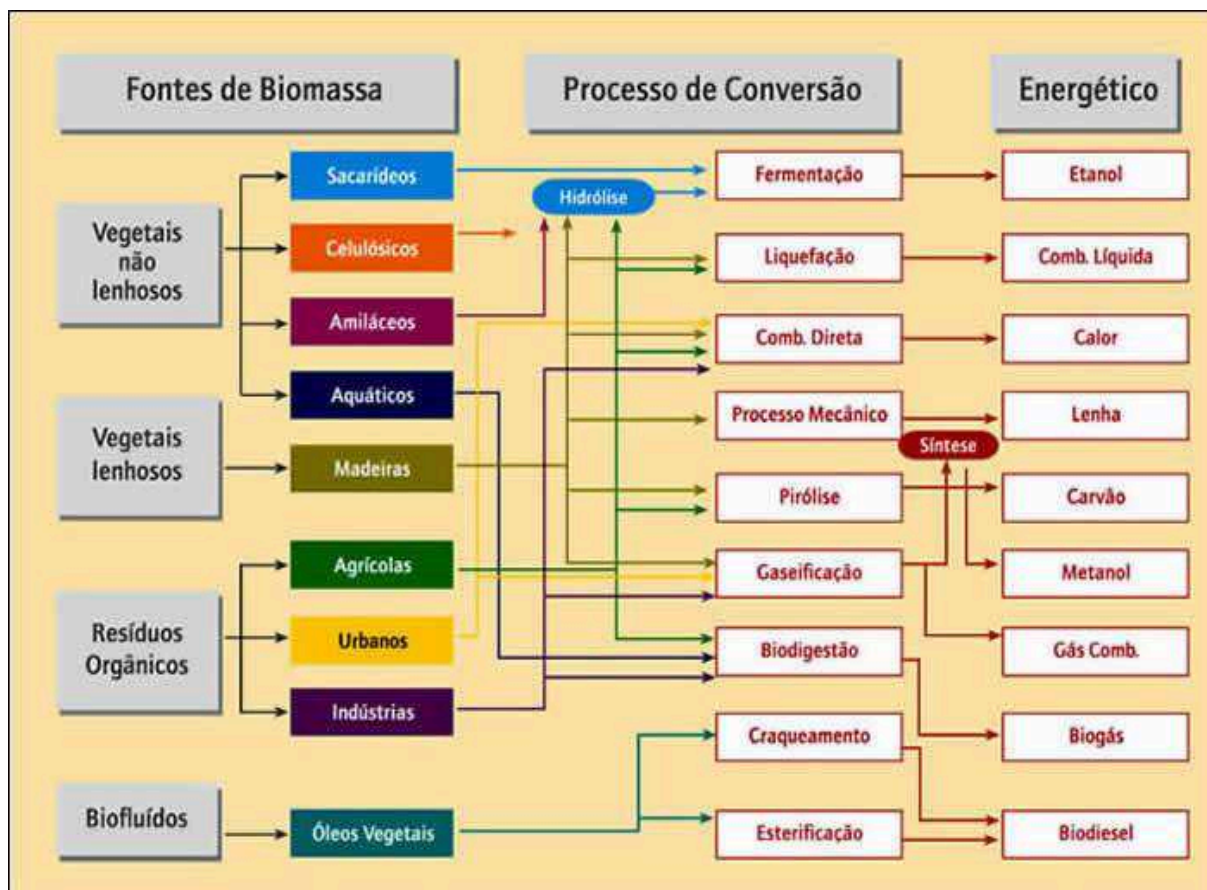 Fontes de Biomassa
Processo de Conversão
Energético
Vegetais
não
lenhosos
Vegetais
lenhosos
Resíduos
Orgânicos
Biofluídos
Sacarídeos
Celulósicos
Amiláceos
Aquáticos
Madeiras
Agrícolas
Urbanos
Indústrias
Óleos Vegetais
Hidrólise
Fermentação
Liquefação
Comb. Direta
Processo Mecânico
Pirólise
Gaseificação
Biodigestão
Craqueamento
Esterificação
Síntese
Etanol
Comb. Líquida
Calor
Lenha
Carvão
Metanol
Gás Comb.
Biogás
Biodiesel